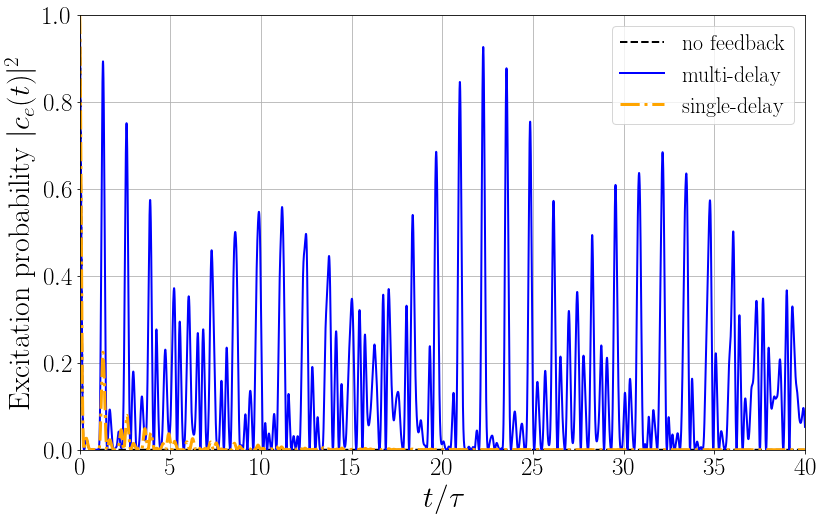 Excitation probability |c_e(t)|^2
1.0
0.8
0.6
0.4
0.2
0.0
no feedback
multi-delay
single-delay
0 5 10 15 20 25 30 35 40
t/τ